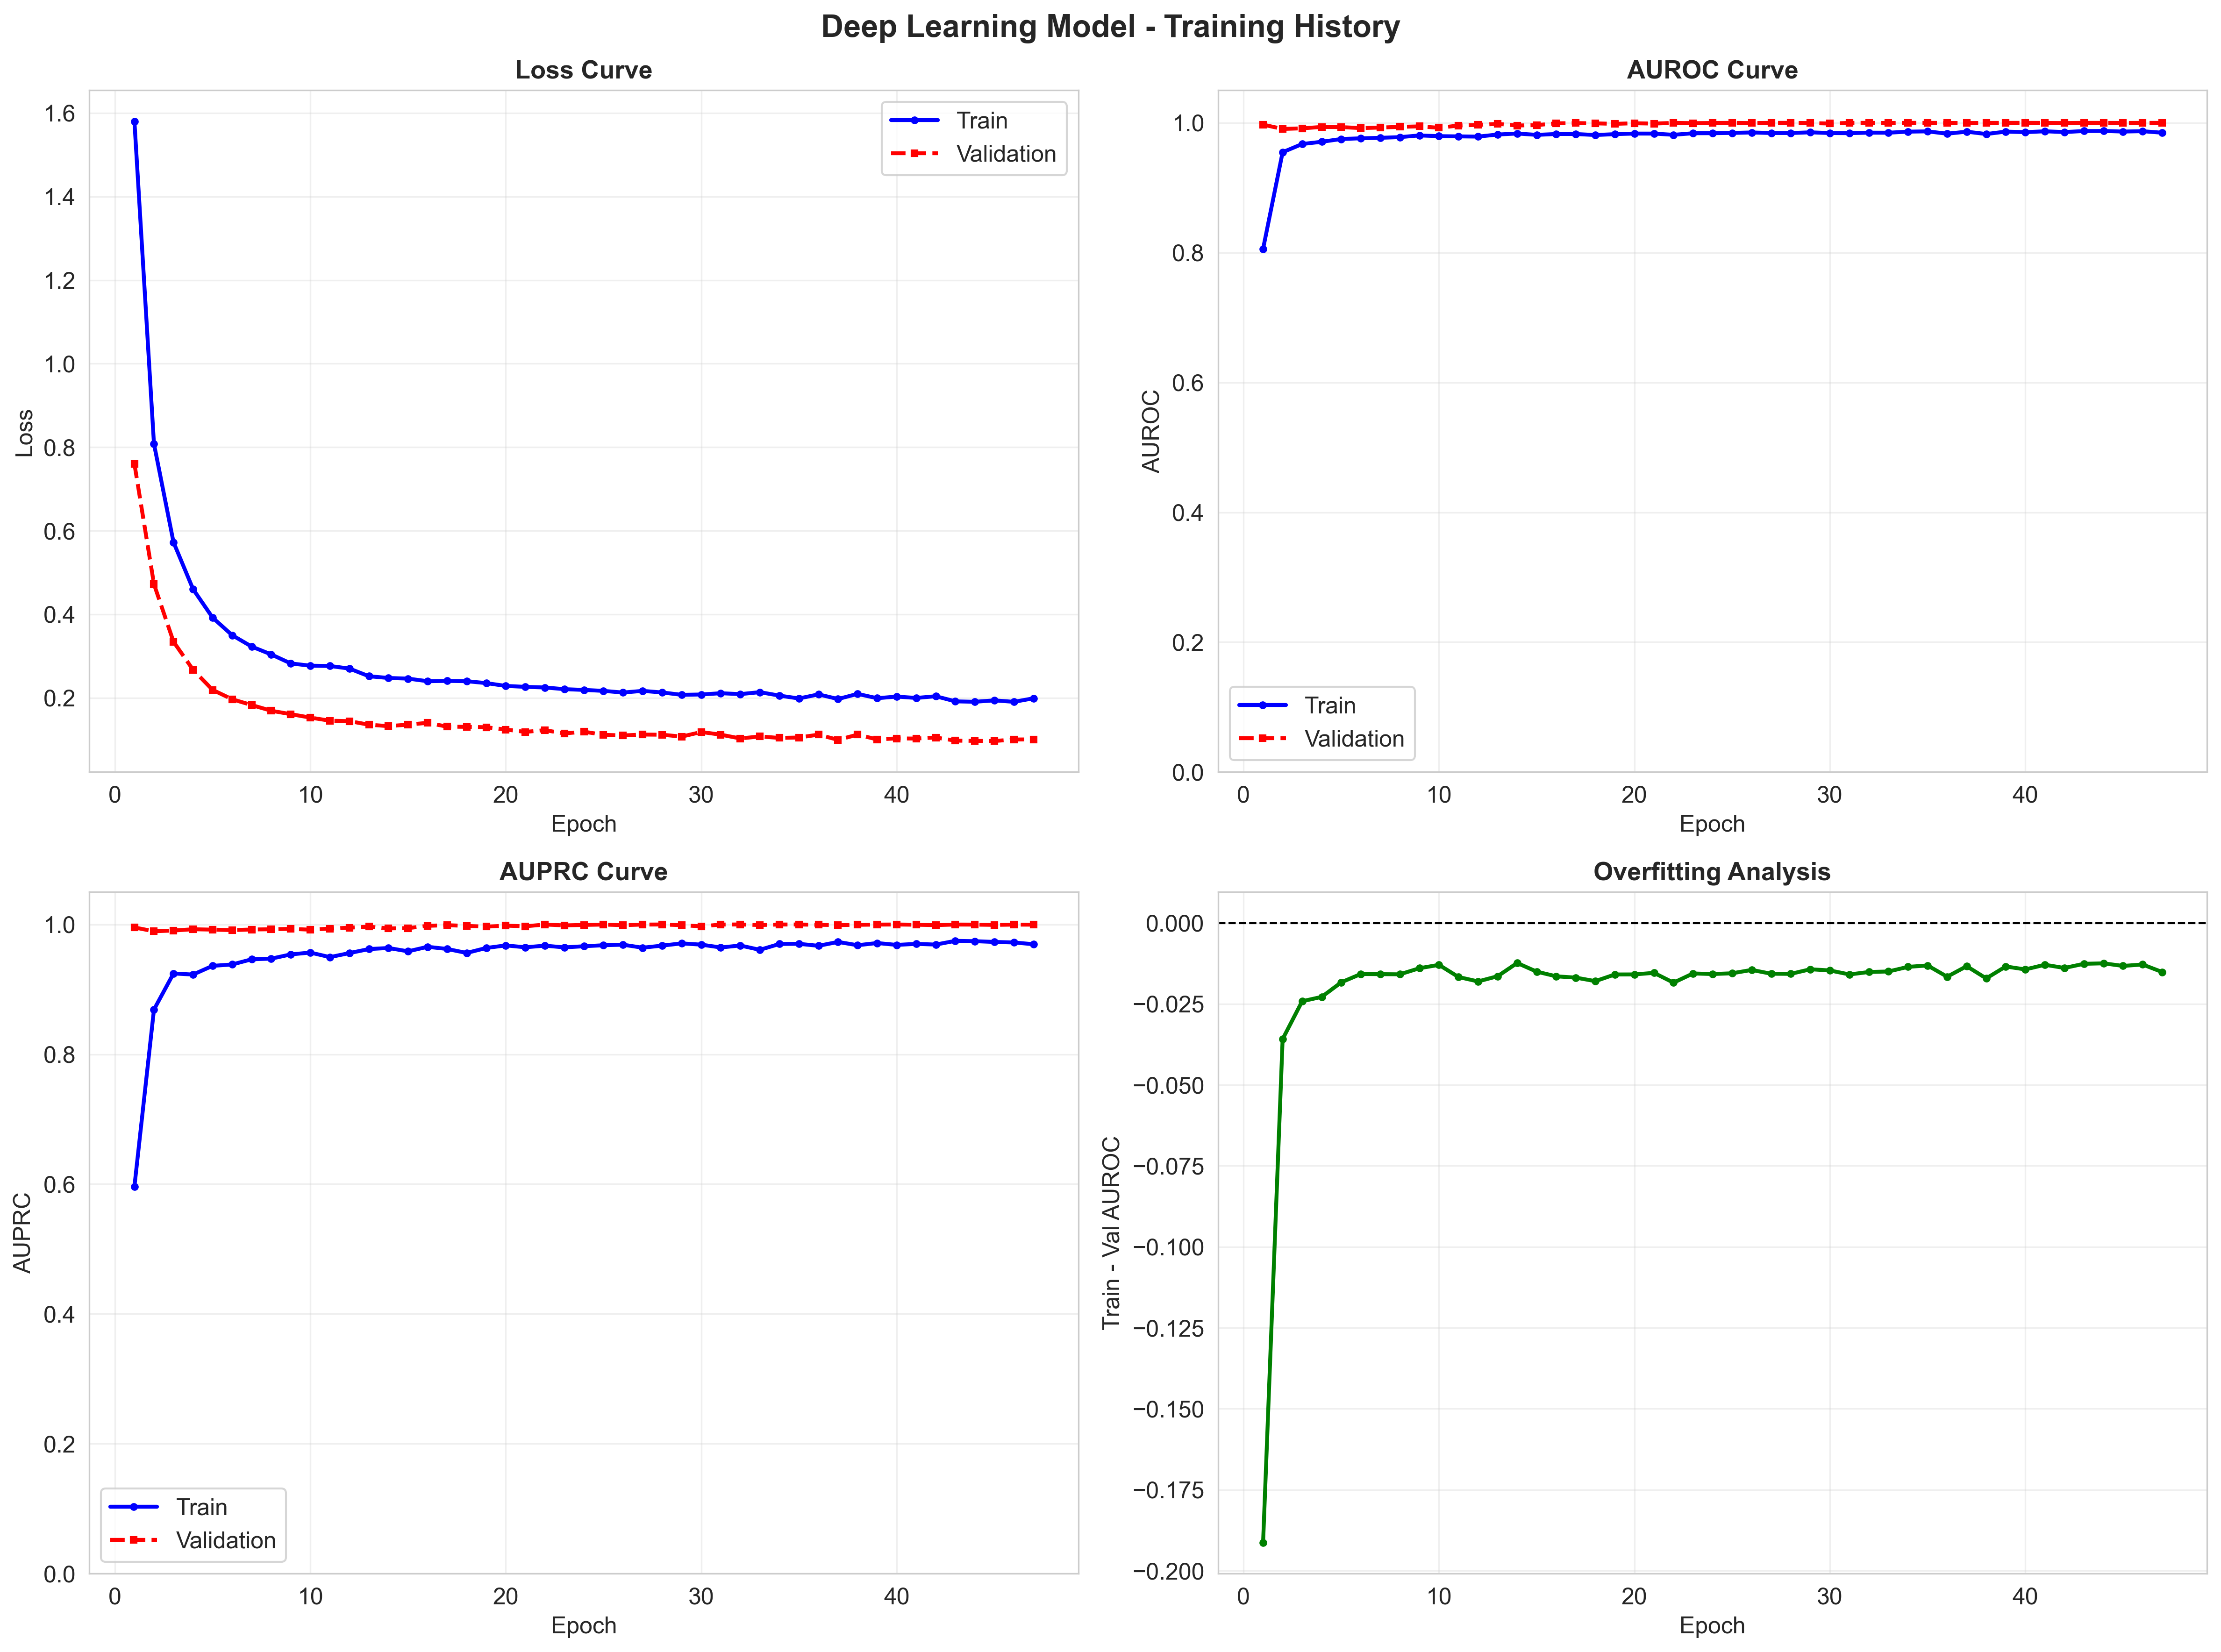 Deep Learning Model - Training History
Loss Curve
1.6
1.4
1.2
1.0
0.8
0.6
0.4
0.2
Loss
Train
Validation
0 10 20 30 40
Epoch
AUROC Curve
1.0
0.8
0.6
0.4
0.2
0.0
AUROC
Train
Validation
0 10 20 30 40
Epoch
AUPRC Curve
1.0
0.8
0.6
0.4
0.2
0.0
AUPRC
Train
Validation
0 10 20 30 40
Epoch
Overfitting Analysis
0.000
−0.025
−0.050
−0.075
−0.100
−0.125
−0.150
−0.175
−0.200
Train - Val AUROC
0 10 20 30 40
Epoch